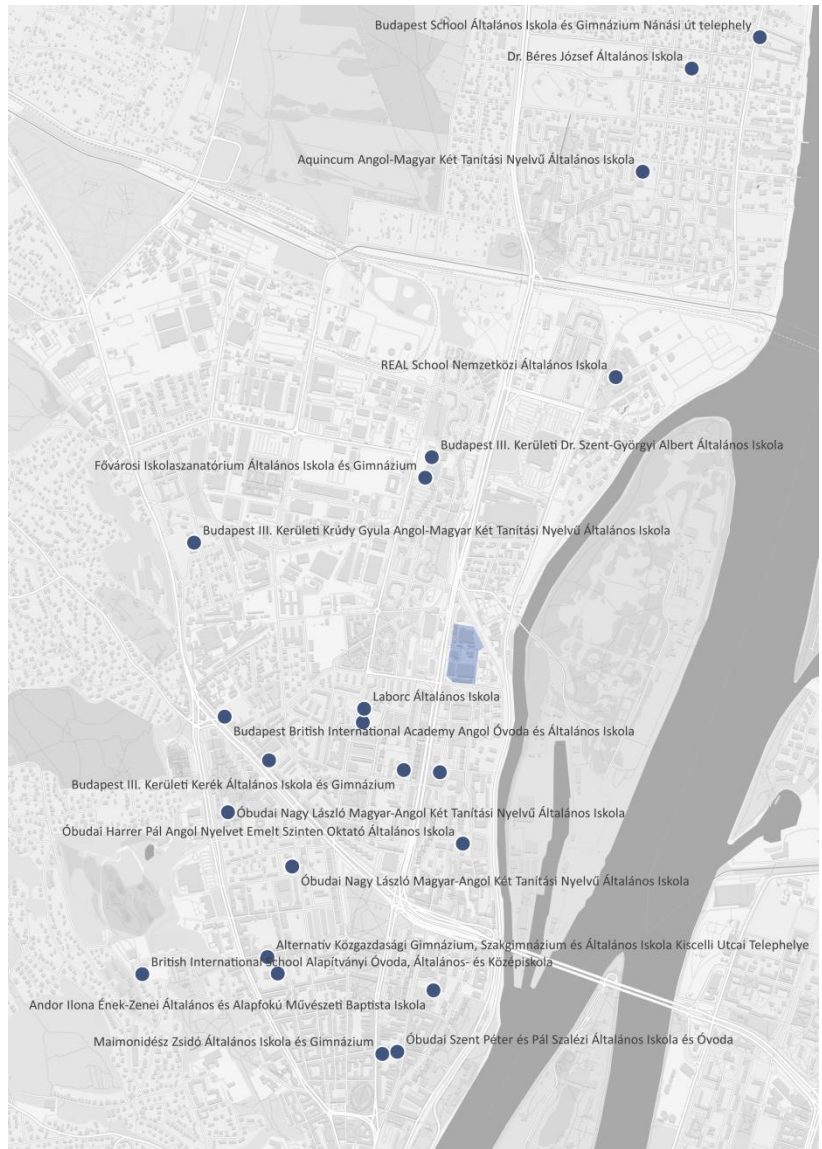 Budapest School Általános Iskola és Gimnázium Nánási út telephely
Dr. Béres József Általános Iskola
Aquincum Angol-Magyar Két Tanítási Nyelvű Általános Iskola
REAL School Nemzetközi Általános Iskola
Budapest III. Kerületi Dr. Szent-Györgyi Albert Általános Iskola
Fővárosi Iskolaszanatórium Általános Iskola és Gimnázium
Budapest III. Kerületi Krúdy Gyula Angol-Magyar Két Tanítási Nyelvű Általános Iskola
Laborc Általános Iskola
Budapest British International Academy Angol Óvoda és Általános Iskola
Budapest III. Kerületi Kerék Általános Iskola és Gimnázium
Óbudai Nagy László Magyar-Angol Két Tanítási Nyelvű Általános Iskola
Óbudai Harrer Pál Angol Nyelvet Emelt Szinten Oktató Általános Iskola
Óbudai Nagy László Magyar-Angol Két Tanítási Nyelvű Általános Iskola
Alternatív Közgazdasági Gimnázium, Szakgimnázium és Általános Iskola Kiscelli Utcai Telephelye
British International School Alapítványi Óvoda, Általános- és Középiskola
Andor Ilona Ének-Zenei Általános és Alapfokú Művészeti Baptista Iskola
Maimonidész Zsidó Általános Iskola és Gimnázium
Óbudai Szent Péter és Pál Szalézi Általános Iskola és Óvoda